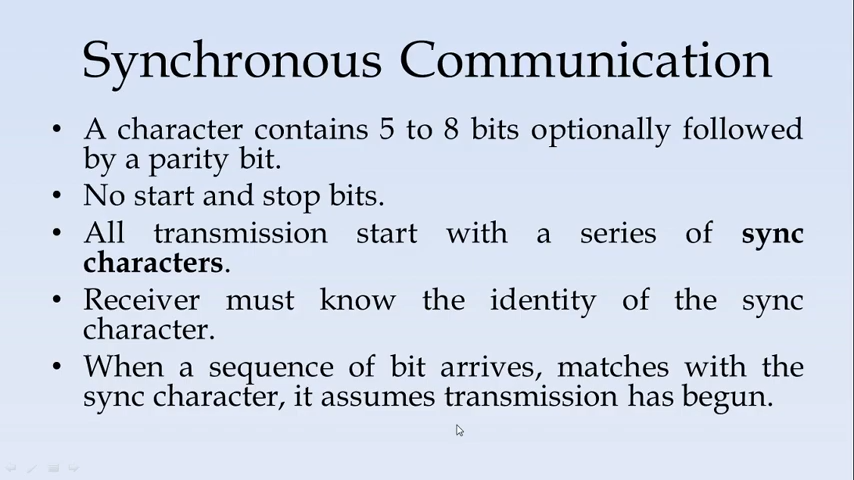 Synchronous Communication
• A character contains 5 to 8 bits optionally followed
by a parity bit.
• No start and stop bits.
• All transmission start with a series of sync
characters.
• Receiver must know the identity of the sync
character.
• When a sequence of bit arrives, matches with the
sync character, it assumes transmission has begun.